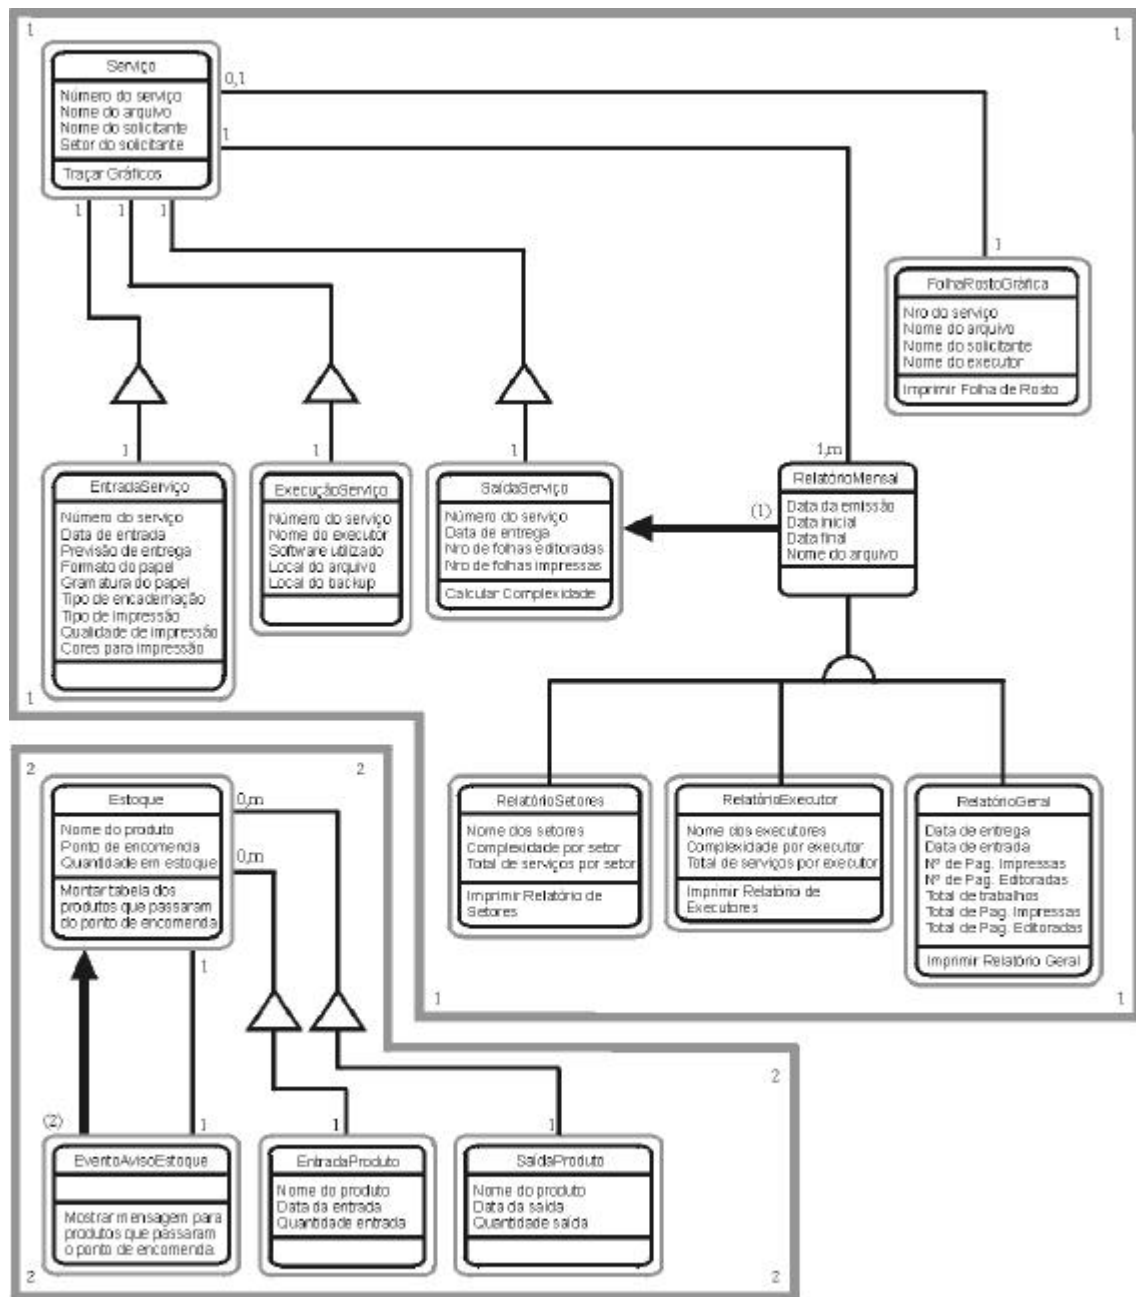 1
1
Serviço
Número do serviço
Nome do arquivo
Nome do solicitante
Setor do solicitante
Traçar Gráficos
0,1
1
1
1
1
1
FolhaRostoGráfica
Nro do serviço
Nome do arquivo
Nome do solicitante
Nome do executor
Imprimir Folha de Rosto
1
1
1
1,m
EntradaServiço
Número do serviço
Data de entrada
Previsão de entrega
Formato do papel
Gramatura do papel
Tipo de encadernação
Tipo de impressão
Qualidade de impressão
Cores para impressão
ExecuçãoServiço
Número do serviço
Nome do executor
Software utilizado
Local do arquivo
Local do backup
SaídaServiço
Número do serviço
Data de entrega
Nro de folhas editoradas
Nro de folhas impressas
Calcular Complexidade
(1)
RelatórioMensal
Data da emissão
Data inicial
Data final
Nome do arquivo
1
RelatórioSetores
Nome dos setores
Complexidade por setor
Total de serviços por setor
Imprimir Relatório de
Setores
RelatórioExecutor
Nome dos executores
Complexidade por executor
Total de serviços por executor
Imprimir Relatório de
Executores
RelatórioGeral
Data de entrega
Data de entrada
Nº de Pag. Impressas
Nº de Pag. Editoradas
Total de trabalhos
Total de Pag. Impressas
Total de Pag. Editoradas
Imprimir Relatório Geral
1
1
2
2
Estoque
Nome do produto
Ponto de encomenda
Quantidade em estoque
Montar tabela dos
produtos que passaram
do ponto de encomenda
0,m
0,m
1
2
(2)
1
1
1
EventoAvisoEstoque
Mostrar mensagem para
produtos que passaram
o ponto de encomenda.
EntradaProduto
Nome do produto
Data da entrada
Quantidade entrada
SaídaProduto
Nome do produto
Data da saída
Quantidade saída
2
2